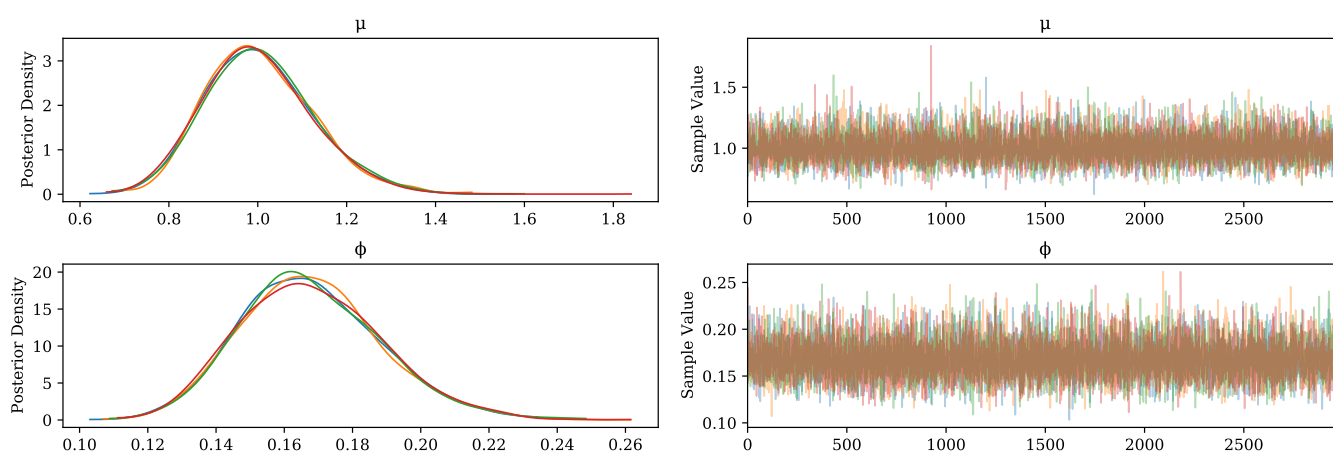 μ
Posterior Density
3
2
1
0
0.6 0.8 1.0 1.2 1.4 1.6 1.8
μ
Sample Value
1.5
1.0
0 500 1000 1500 2000 2500
ϕ
Posterior Density
20
15
10
5
0
0.10 0.12 0.14 0.16 0.18 0.20 0.22 0.24 0.26
ϕ
Sample Value
0.25
0.20
0.15
0.10
0 500 1000 1500 2000 2500